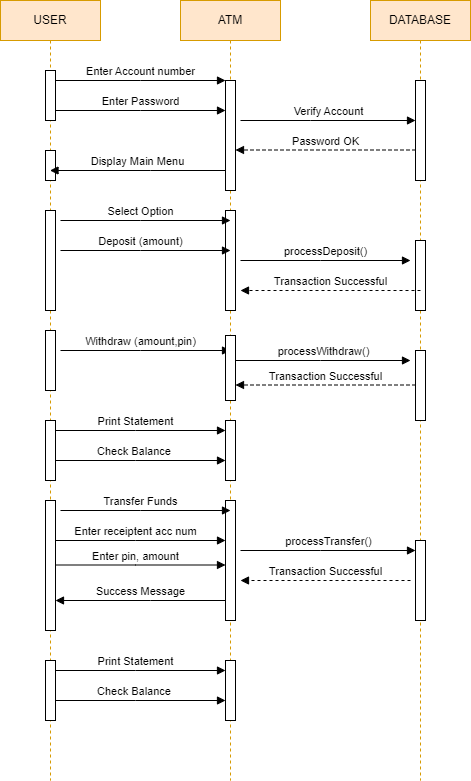 USER
ATM
DATABASE
Enter Account number
Enter Password
Verify Account
Password OK
Display Main Menu
Select Option
Deposit (amount)
processDeposit()
Transaction Successful
Withdraw (amount,pin)
processWithdraw()
Transaction Successful
Print Statement
Check Balance
Transfer Funds
Enter receiptent acc num
processTransfer()
Enter pin, amount
Transaction Successful
Success Message
Print Statement
Check Balance